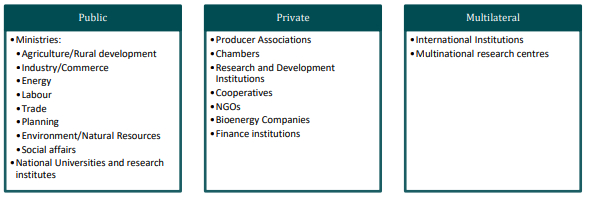 Public
•Ministries:
•Agriculture/Rural development
•Industry/Commerce
•Energy
•Labour
•Trade
•Planning
•Environment/Natural Resources
•Social affairs
•National Universities and research
institutes
Private
•Producer Associations
•Chambers
•Research and Development
Institutions
•Cooperatives
•NGOs
•Bioenergy Companies
•Finance institutions
Multilateral
•International Institutions
•Multinational research centres